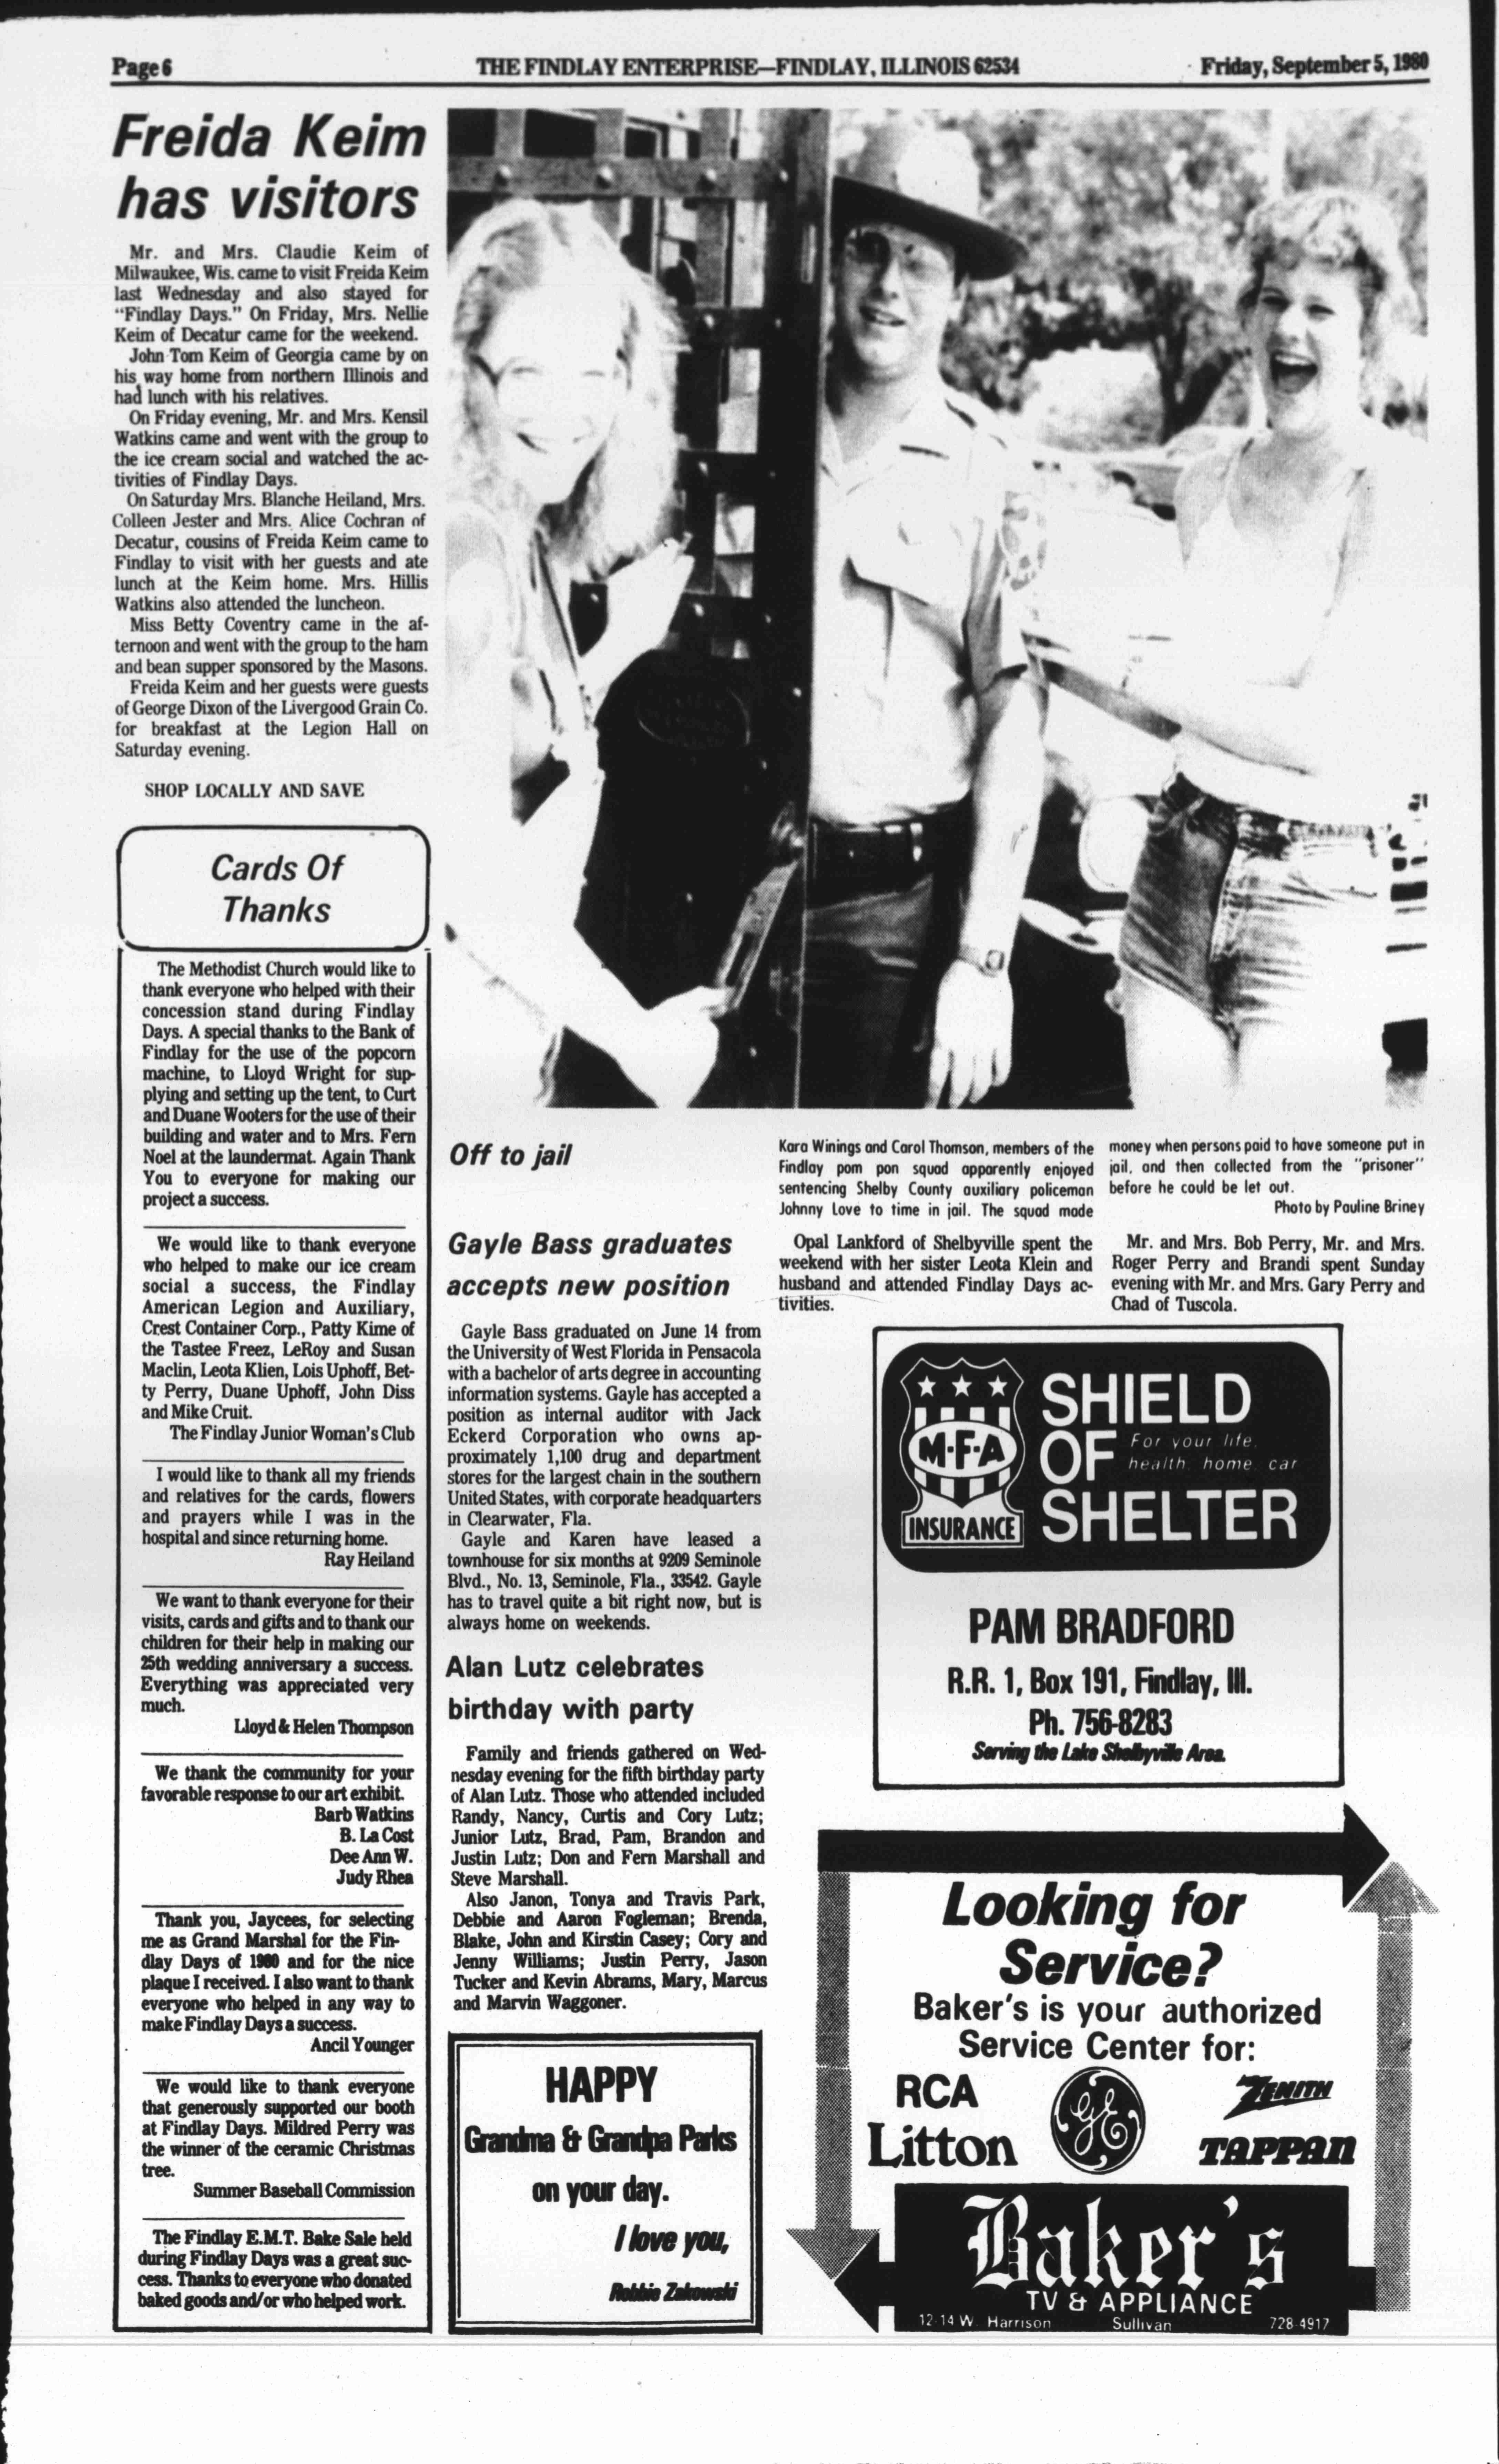 Page 6
THE FINDLAY ENTERPRISE—FINDLAY, ILLINOIS 62534
Friday, September 5, 1980
Freida Keim
has visitors
Mr. and Mrs. Claudie Keim of
Milwaukee, Wis. came to visit Freida Keim
last Wednesday and also stayed for
"Findlay Days." On Friday, Mrs. Nellie
Keim of Decatur came for the weekend.
John Tom Keim of Georgia came by on
his way home from northern Illinois and
had lunch with his relatives.
On Friday evening, Mr. and Mrs. Kensil
Watkins came and went with the group to
the ice cream social and watched the ac-
tivities of Findlay Days.
On Saturday Mrs. Blanche Heiland, Mrs.
Colleen Jester and Mrs. Alice Cochran of
Decatur, cousins of Freida Keim came to
Findlay to visit with her guests and ate
lunch at the Keim home. Mrs. Hillis
Watkins also attended the luncheon.
Miss Betty Coventry came in the af-
ternoon and went with the group to the ham
and bean supper sponsored by the Masons.
Freida Keim and her guests were guests
of George Dixon of the Livergood Grain Co.
for breakfast at the Legion Hall on
Saturday evening.
SHOP LOCALLY AND SAVE
Cards Of
Thanks
The Methodist Church would like to
thank everyone who helped with their
concession stand during Findlay
Days. A special thanks to the Bank of
Findlay for the use of the popcorn
machine, to Lloyd Wright for sup-
plying and setting up the tent, to Curt
and Duane Wooters for the use of their
building and water and to Mrs. Fern
Noel at the laundermat. Again Thank
You to everyone for making our
project a success.
We would like to thank everyone
who helped to make our ice cream
social a success, the Findlay
American Legion and Auxiliary,
Crest Container Corp., Patty Kime of
the Tastee Freez, LeRoy and Susan
Maclin, Leota Klien, Lois Uphoff, Bet-
ty Perry, Duane Uphoff, John Diss
and Mike Cruit.
The Findlay Junior Woman's Club
I would like to thank all my friends
and relatives for the cards, flowers
and prayers while I was in the
hospital and since returning home.
Ray Heiland
We want to thank everyone for their
visits, cards and gifts and to thank our
children for their help in making our
25th wedding anniversary a success.
Everything was appreciated very
much.
Lloyd & Helen Thompson
We thank the community for your
favorable response to our art exhibit.
Barb Watkins
B. La Cost
Dee Ann W.
Judy Rhea
Thank you, Jaycees, for selecting
me as Grand Marshal for the Fin-
dlay Days of 1980 and for the nice
plaque I received. I also want to thank
everyone who helped in any way to
make Findlay Days a success.
Ancil Younger
We would like to thank everyone
that generously supported our booth
at Findlay Days. Mildred Perry was
the winner of the ceramic Christmas
tree.
Summer Baseball Commission
The Findlay E.M.T. Bake Sale held
during Findlay Days was a great suc-
cess. Thanks to everyone who donated
baked goods and/or who helped work.
Off to jail
Kara Winings and Carol Thomson, members of the
Findlay pom pon squad apparently enjoyed
sentencing Shelby County auxiliary policeman
Johnny Love to time in jail. The squad made
money when persons paid to have someone put in
jail, and then collected from the "prisoner"
before he could be let out.
Photo by Pauline Briney
Gayle Bass graduates
accepts new position
Gayle Bass graduated on June 14 from
the University of West Florida in Pensacola
with a bachelor of arts degree in accounting
information systems. Gayle has accepted a
position as internal auditor with Jack
Eckerd Corporation who owns ap-
proximately 1,100 drug and department
stores for the largest chain in the southern
United States, with corporate headquarters
in Clearwater, Fla.
Gayle and Karen have leased a
townhouse for six months at 9209 Seminole
Blvd., No. 13, Seminole, Fla., 33542. Gayle
has to travel quite a bit right now, but is
always home on weekends.
Alan Lutz celebrates
birthday with party
Family and friends gathered on Wed-
nesday evening for the fifth birthday party
of Alan Lutz. Those who attended included
Randy, Nancy, Curtis and Cory Lutz;
Junior Lutz, Brad, Pam, Brandon and
Justin Lutz; Don and Fern Marshall and
Steve Marshall.
Also Janon, Tonya and Travis Park,
Debbie and Aaron Fogleman; Brenda,
Blake, John and Kirstin Casey; Cory and
Jenny Williams; Justin Perry, Jason
Tucker and Kevin Abrams, Mary, Marcus
and Marvin Waggoner.
HAPPY
Grandma & Grandpa Parks
on your day.
I love you,
Robbie Zakowski
Opal Lankford of Shelbyville spent the
weekend with her sister Leota Klein and
husband and attended Findlay Days ac-
tivities.
Mr. and Mrs. Bob Perry, Mr. and Mrs.
Roger Perry and Brandi spent Sunday
evening with Mr. and Mrs. Gary Perry and
Chad of Tuscola.
M·F·A
INSURANCE
SHIELD
OF
For your life,
health, home, car
SHELTER
PAM BRADFORD
R.R. 1, Box 191, Findlay, Ill.
Ph. 756-8283
Serving the Lake Shelbyville Area.
Looking for
Service?
Baker's is your authorized
Service Center for:
RCA
GE
ZENITH
Litton
TAPPAN
Baker's
TV & APPLIANCE
12-14 W. Harrison
Sullivan
728-4917